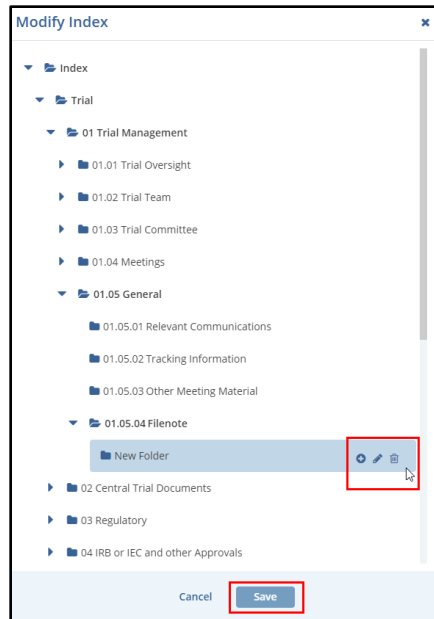 Modify Index
Index
Trial
01 Trial Management
01.01 Trial Oversight
01.02 Trial Team
01.03 Trial Committee
01.04 Meetings
01.05 General
01.05.01 Relevant Communications
01.05.02 Tracking Information
01.05.03 Other Meeting Material
01.05.04 Filenote
New Folder
02 Central Trial Documents
03 Regulatory
04 IRB or IEC and other Approvals
Cancel Save